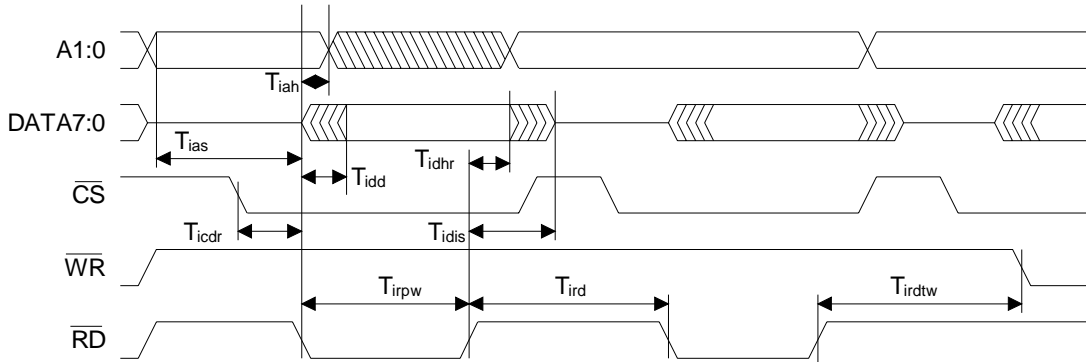 A1:0
Tiah
DATA7:0
Tias
Tidhr
Tidd
CS
Ticdr
Tidis
WR
Tirpw
Tird
Tirdtw
RD